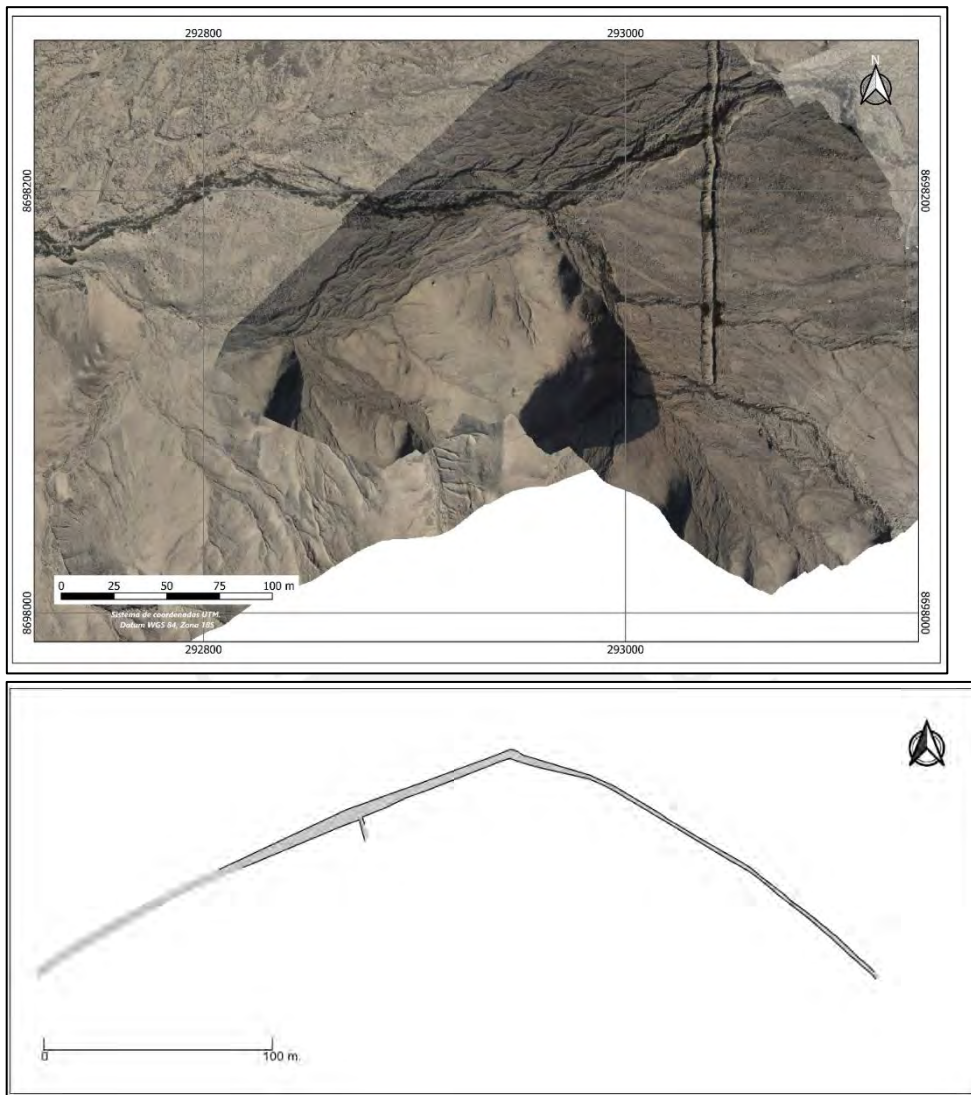 292800 293000
N
8698200 8698200
0 25 50 75 100 m
Sistema de coordenadas UTM.
Datum WGS 84, Zona 18S
8698000 8698000
292800 293000
0 100 m.